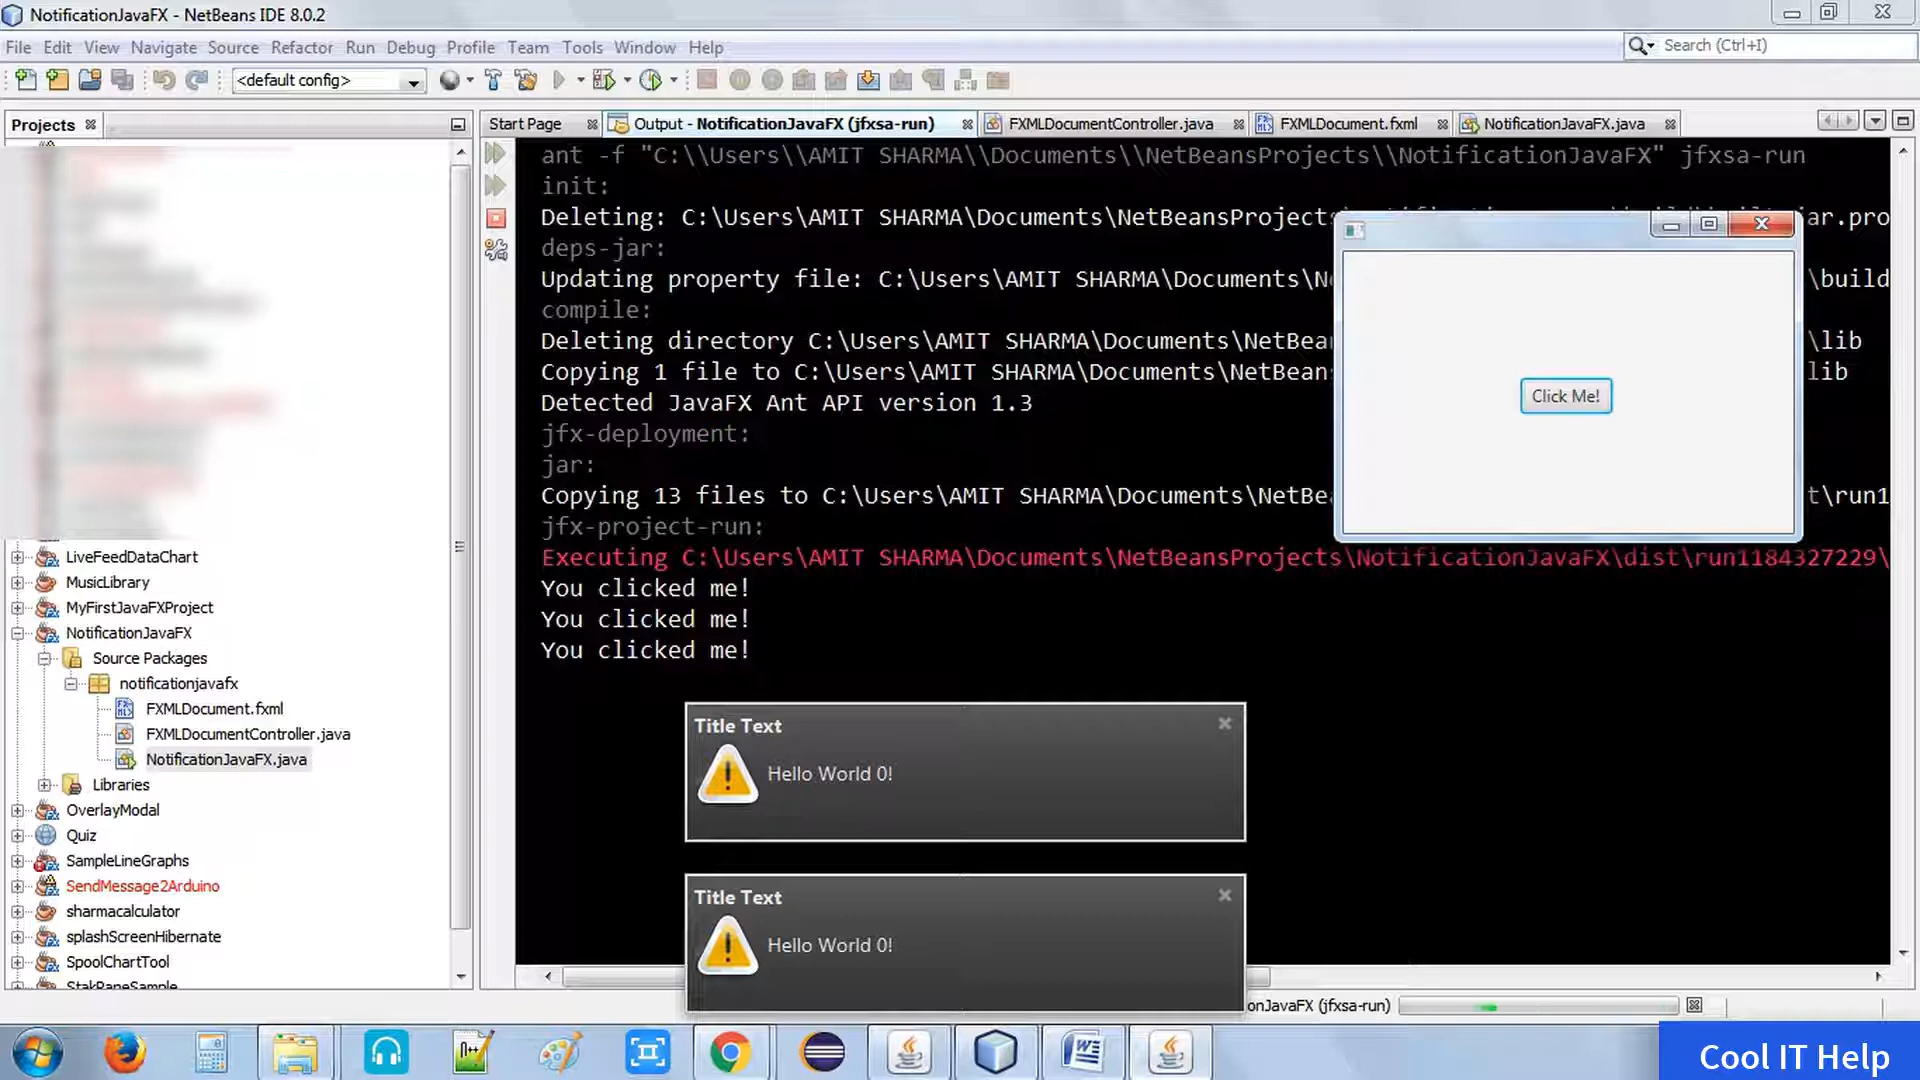 NotificationJavaFX - NetBeans IDE 8.0.2
File Edit View Navigate Source Refactor Run Debug Profile Team Tools Window Help
Search (Ctrl+I)
<default config>
Projects
Start Page
Output - NotificationJavaFX (jfxsa-run)
FXMLDocumentController.java
FXMLDocument.fxml
NotificationJavaFX.java
ant -f "C:\\Users\\AMIT SHARMA\\Documents\\NetBeansProjects\\NotificationJavaFX" jfxsa-run
init:
Deleting: C:\Users\AMIT SHARMA\Documents\NetBeansProjects jar.pro
deps-jar:
Updating property file: C:\Users\AMIT SHARMA\Documents\N \build
compile:
Deleting directory C:\Users\AMIT SHARMA\Documents\NetBea \lib
Copying 1 file to C:\Users\AMIT SHARMA\Documents\NetBean lib
Detected JavaFX Ant API version 1.3
jfx-deployment:
jar:
Copying 13 files to C:\Users\AMIT SHARMA\Documents\NetBe t\run1
jfx-project-run:
Executing C:\Users\AMIT SHARMA\Documents\NetBeansProjects\NotificationJavaFX\dist\run1184327229\
You clicked me!
You clicked me!
You clicked me!
Click Me!
LiveFeedDataChart
MusicLibrary
MyFirstJavaFXProject
NotificationJavaFX
Source Packages
notificationjavafx
FXMLDocument.fxml
FXMLDocumentController.java
NotificationJavaFX.java
Libraries
OverlayModal
Quiz
SampleLineGraphs
SendMessage2Arduino
sharmacalculator
splashScreenHibernate
SpoolChartTool
StakPaneSample
Title Text
Hello World 0!
Title Text
Hello World 0!
onJavaFX (jfxsa-run)
Cool IT Help